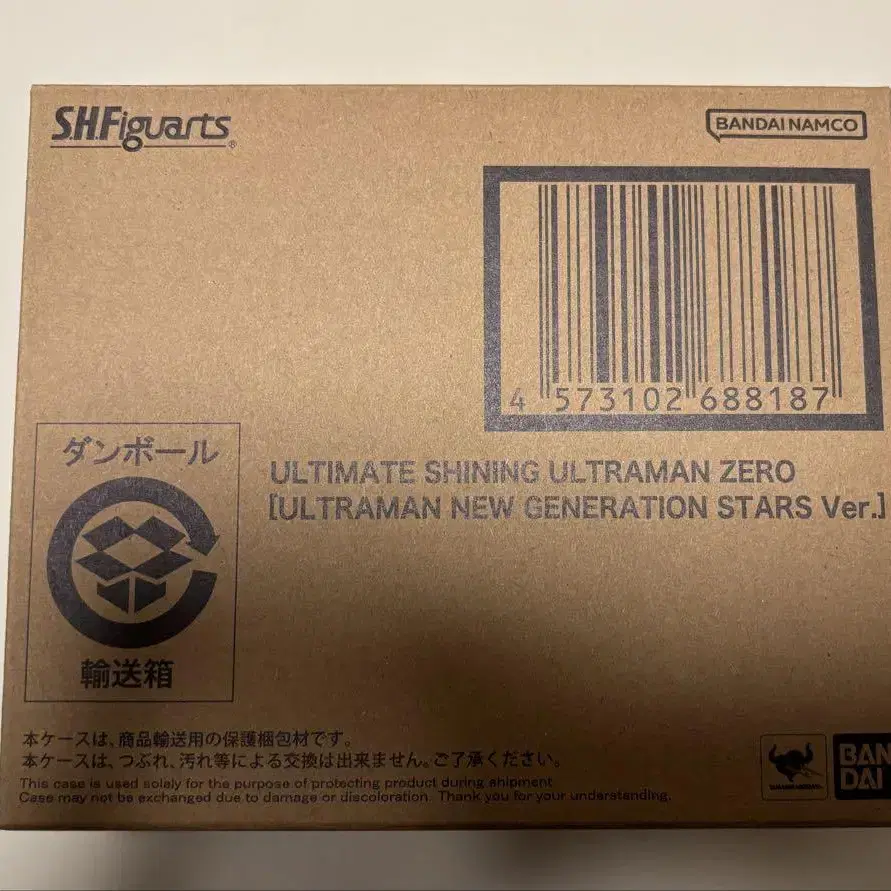 S.H.Figuarts®
BANDAI NAMCO
4 573102 688187
ダンボール
輸送箱
ULTIMATE SHINING ULTRAMAN ZERO
[ULTRAMAN NEW GENERATION STARS Ver.]
本ケースは、商品輸送用の保護梱包材です。
本ケースは、つぶれ、汚れ等による交換は出来ません。ご了承ください。
This case is used solaly for the purpose of protecting product during shipment
Case may not be exchanged due to damage or discoloration. Thank you for your understanding.
BAN
DAI